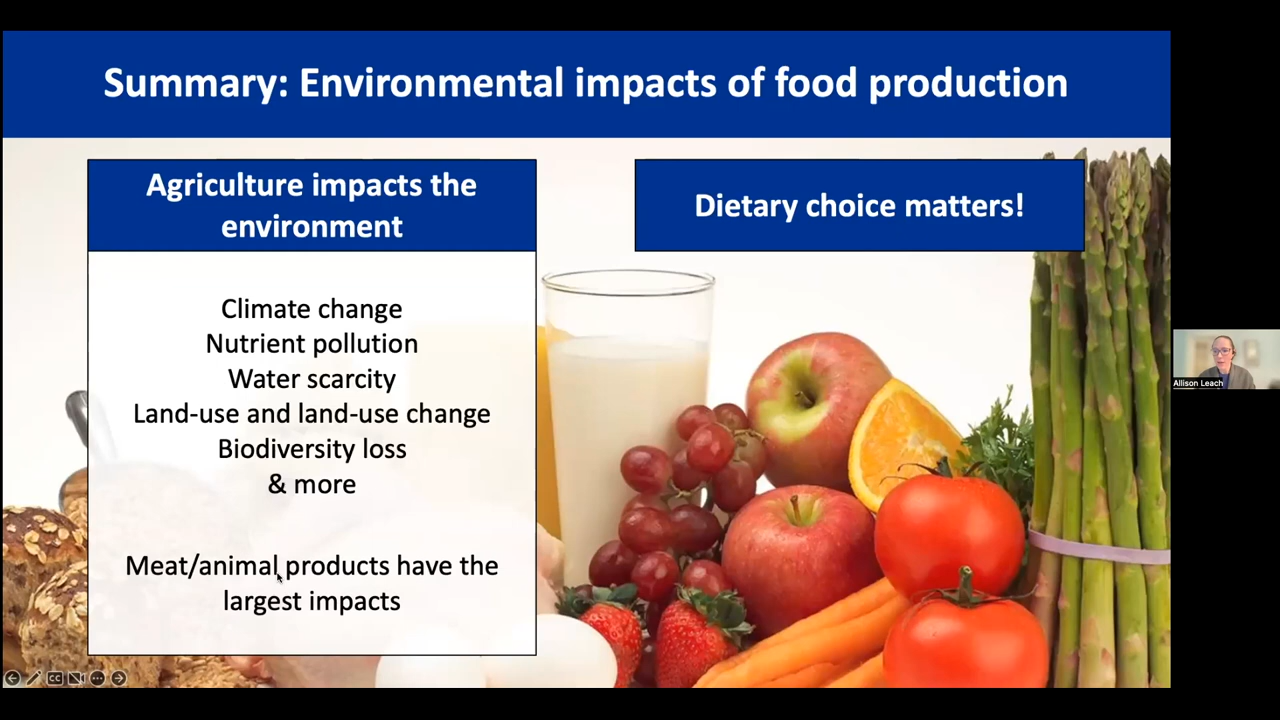 Summary: Environmental impacts of food production
Agriculture impacts the
environment
Climate change
Nutrient pollution
Water scarcity
Land-use and land-use change
Biodiversity loss
& more
Meat/animal products have the
largest impacts
Dietary choice matters!
Allison Leach
CC